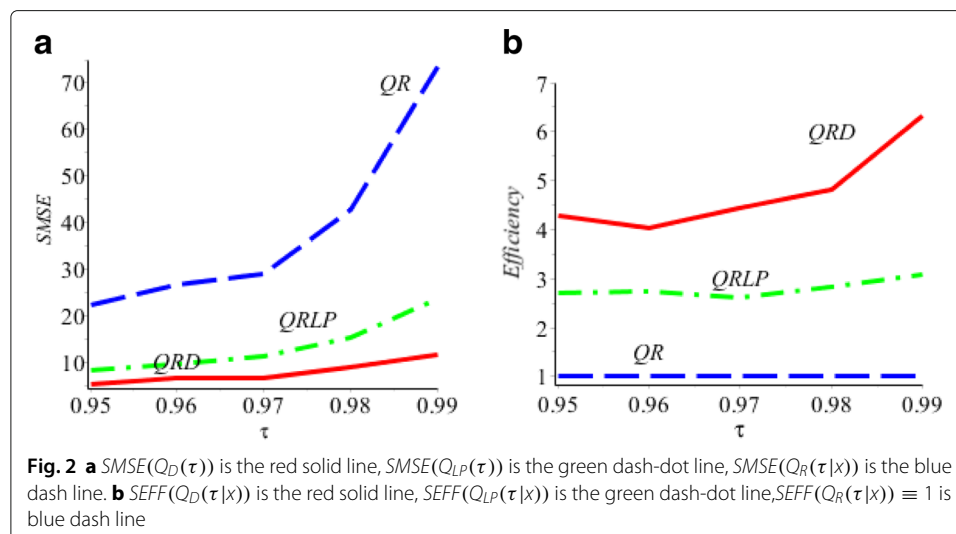 a
b
70
60
50
40
30
20
10
SMSE
QR
QRLP
QRD
0.95 0.96 0.97 0.98 0.99
τ
7
6
5
4
3
2
1
Efficiency
QRD
QRLP
QR
0.95 0.96 0.97 0.98 0.99
τ
Fig. 2 a SMSE(Q_D(τ)) is the red solid line, SMSE(Q_{LP}(τ)) is the green dash-dot line, SMSE(Q_R(τ|x)) is the blue
dash line. b SEFF(Q_D(τ|x)) is the red solid line, SEFF(Q_{LP}(τ|x)) is the green dash-dot line,SEFF(Q_R(τ|x)) ≡ 1 is
blue dash line